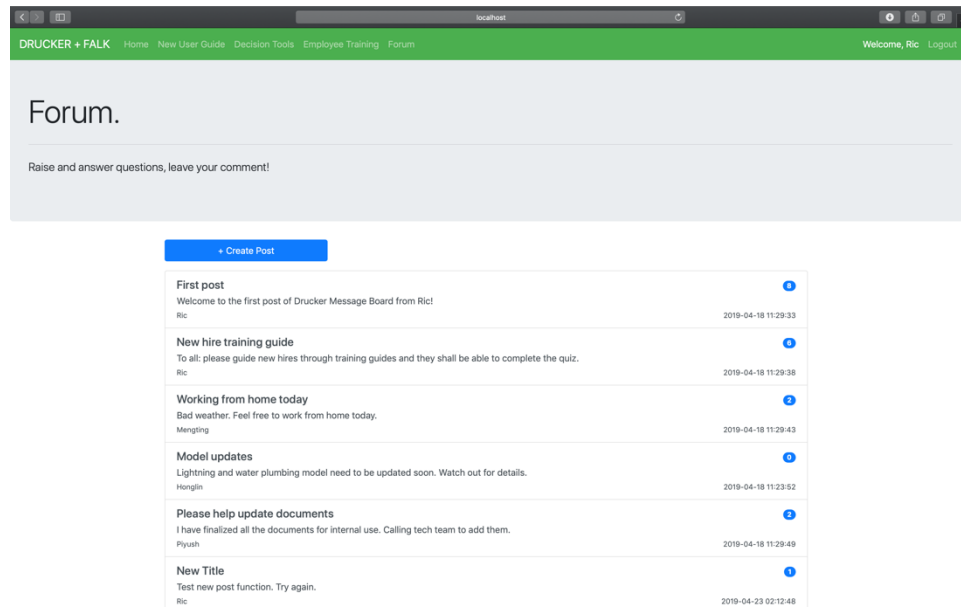 localhost
DRUCKER + FALK Home New User Guide Decision Tools Employee Training Forum Welcome, Ric Logout
Forum.
Raise and answer questions, leave your comment!
+ Create Post
First post 8
Welcome to the first post of Drucker Message Board from Ric!
Ric 2019-04-18 11:29:33
New hire training guide 6
To all: please guide new hires through training guides and they shall be able to complete the quiz.
Ric 2019-04-18 11:29:38
Working from home today 2
Bad weather. Feel free to work from home today.
Mengting 2019-04-18 11:29:43
Model updates 0
Lightning and water plumbing model need to be updated soon. Watch out for details.
Honglin 2019-04-18 11:23:52
Please help update documents 2
I have finalized all the documents for internal use. Calling tech team to add them.
Piyush 2019-04-18 11:29:49
New Title 1
Test new post function. Try again.
Ric 2019-04-23 02:12:48